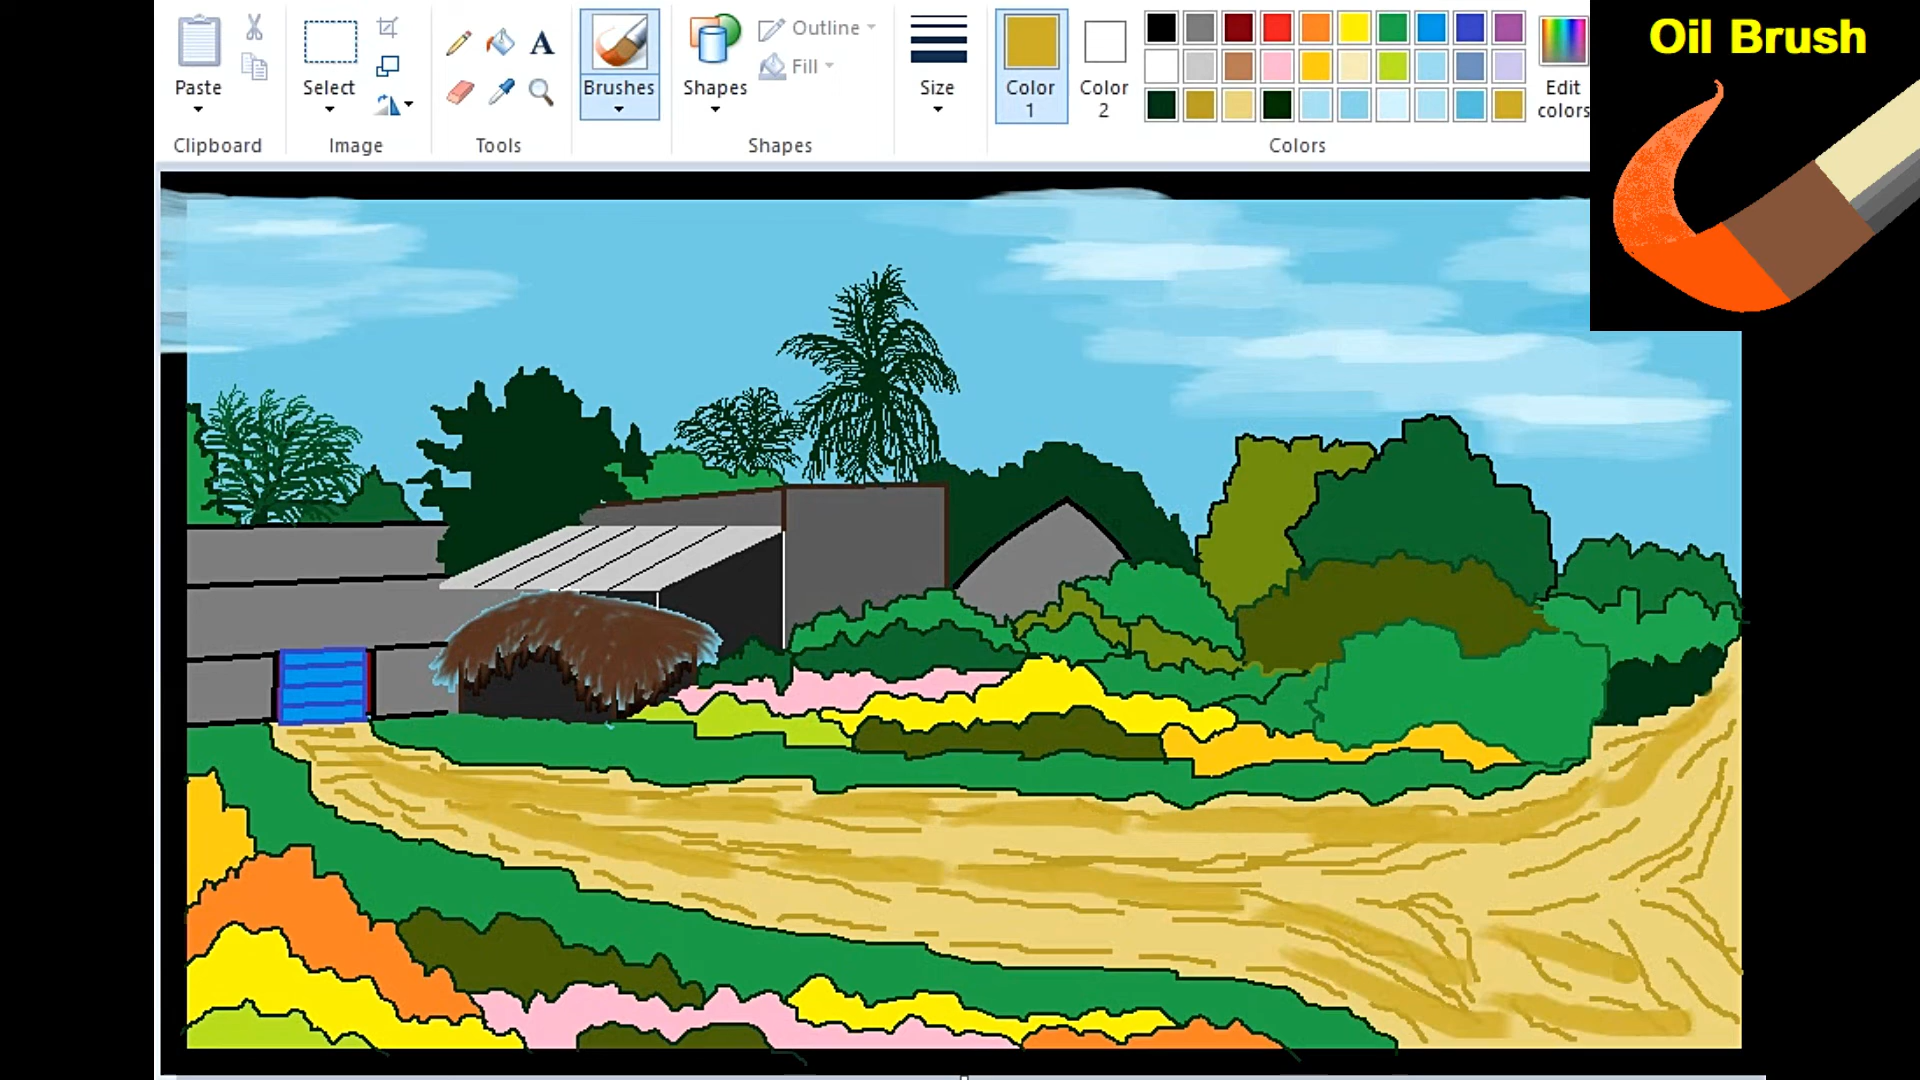 Oil Brush
Paste
Select
Brushes
Shapes
Outline
Fill
Size
Color 1
Color 2
Edit colors
Clipboard
Image
Tools
Shapes
Colors
A